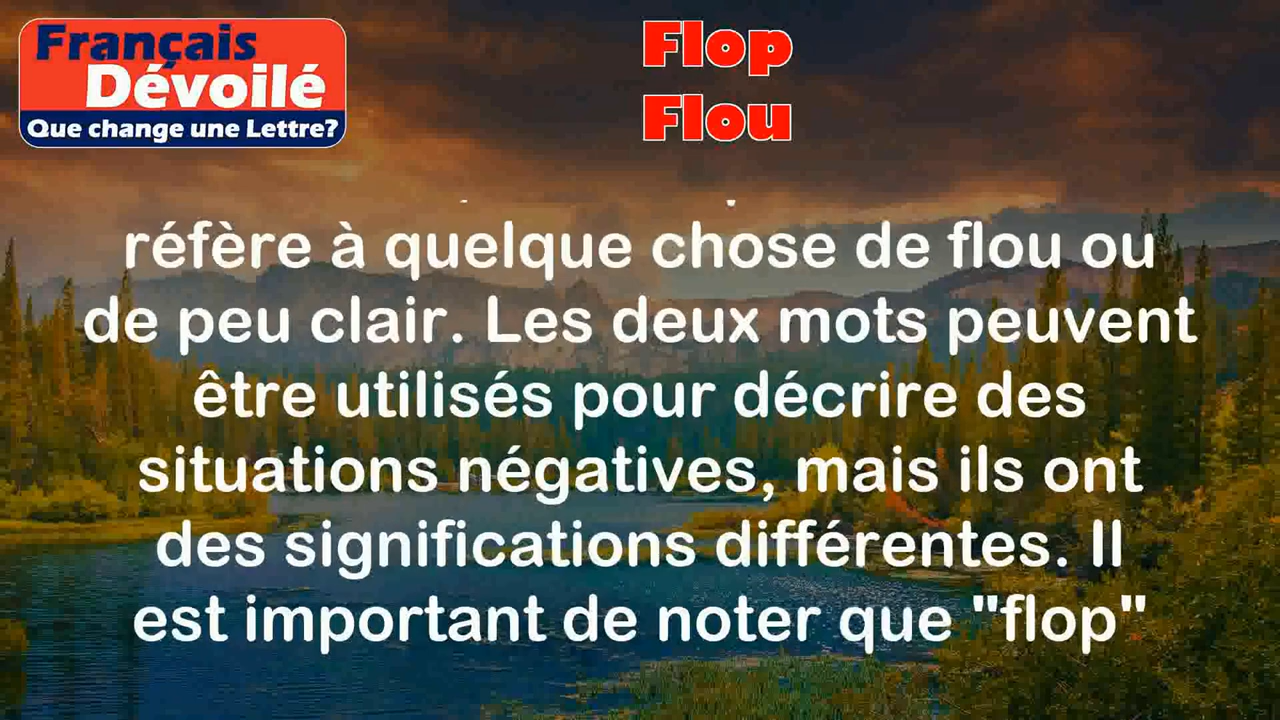 Français
Dévoilé
Que change une Lettre?
Flop
Flou
réfère à quelque chose de flou ou
de peu clair. Les deux mots peuvent
être utilisés pour décrire des
situations négatives, mais ils ont
des significations différentes. Il
est important de noter que "flop"